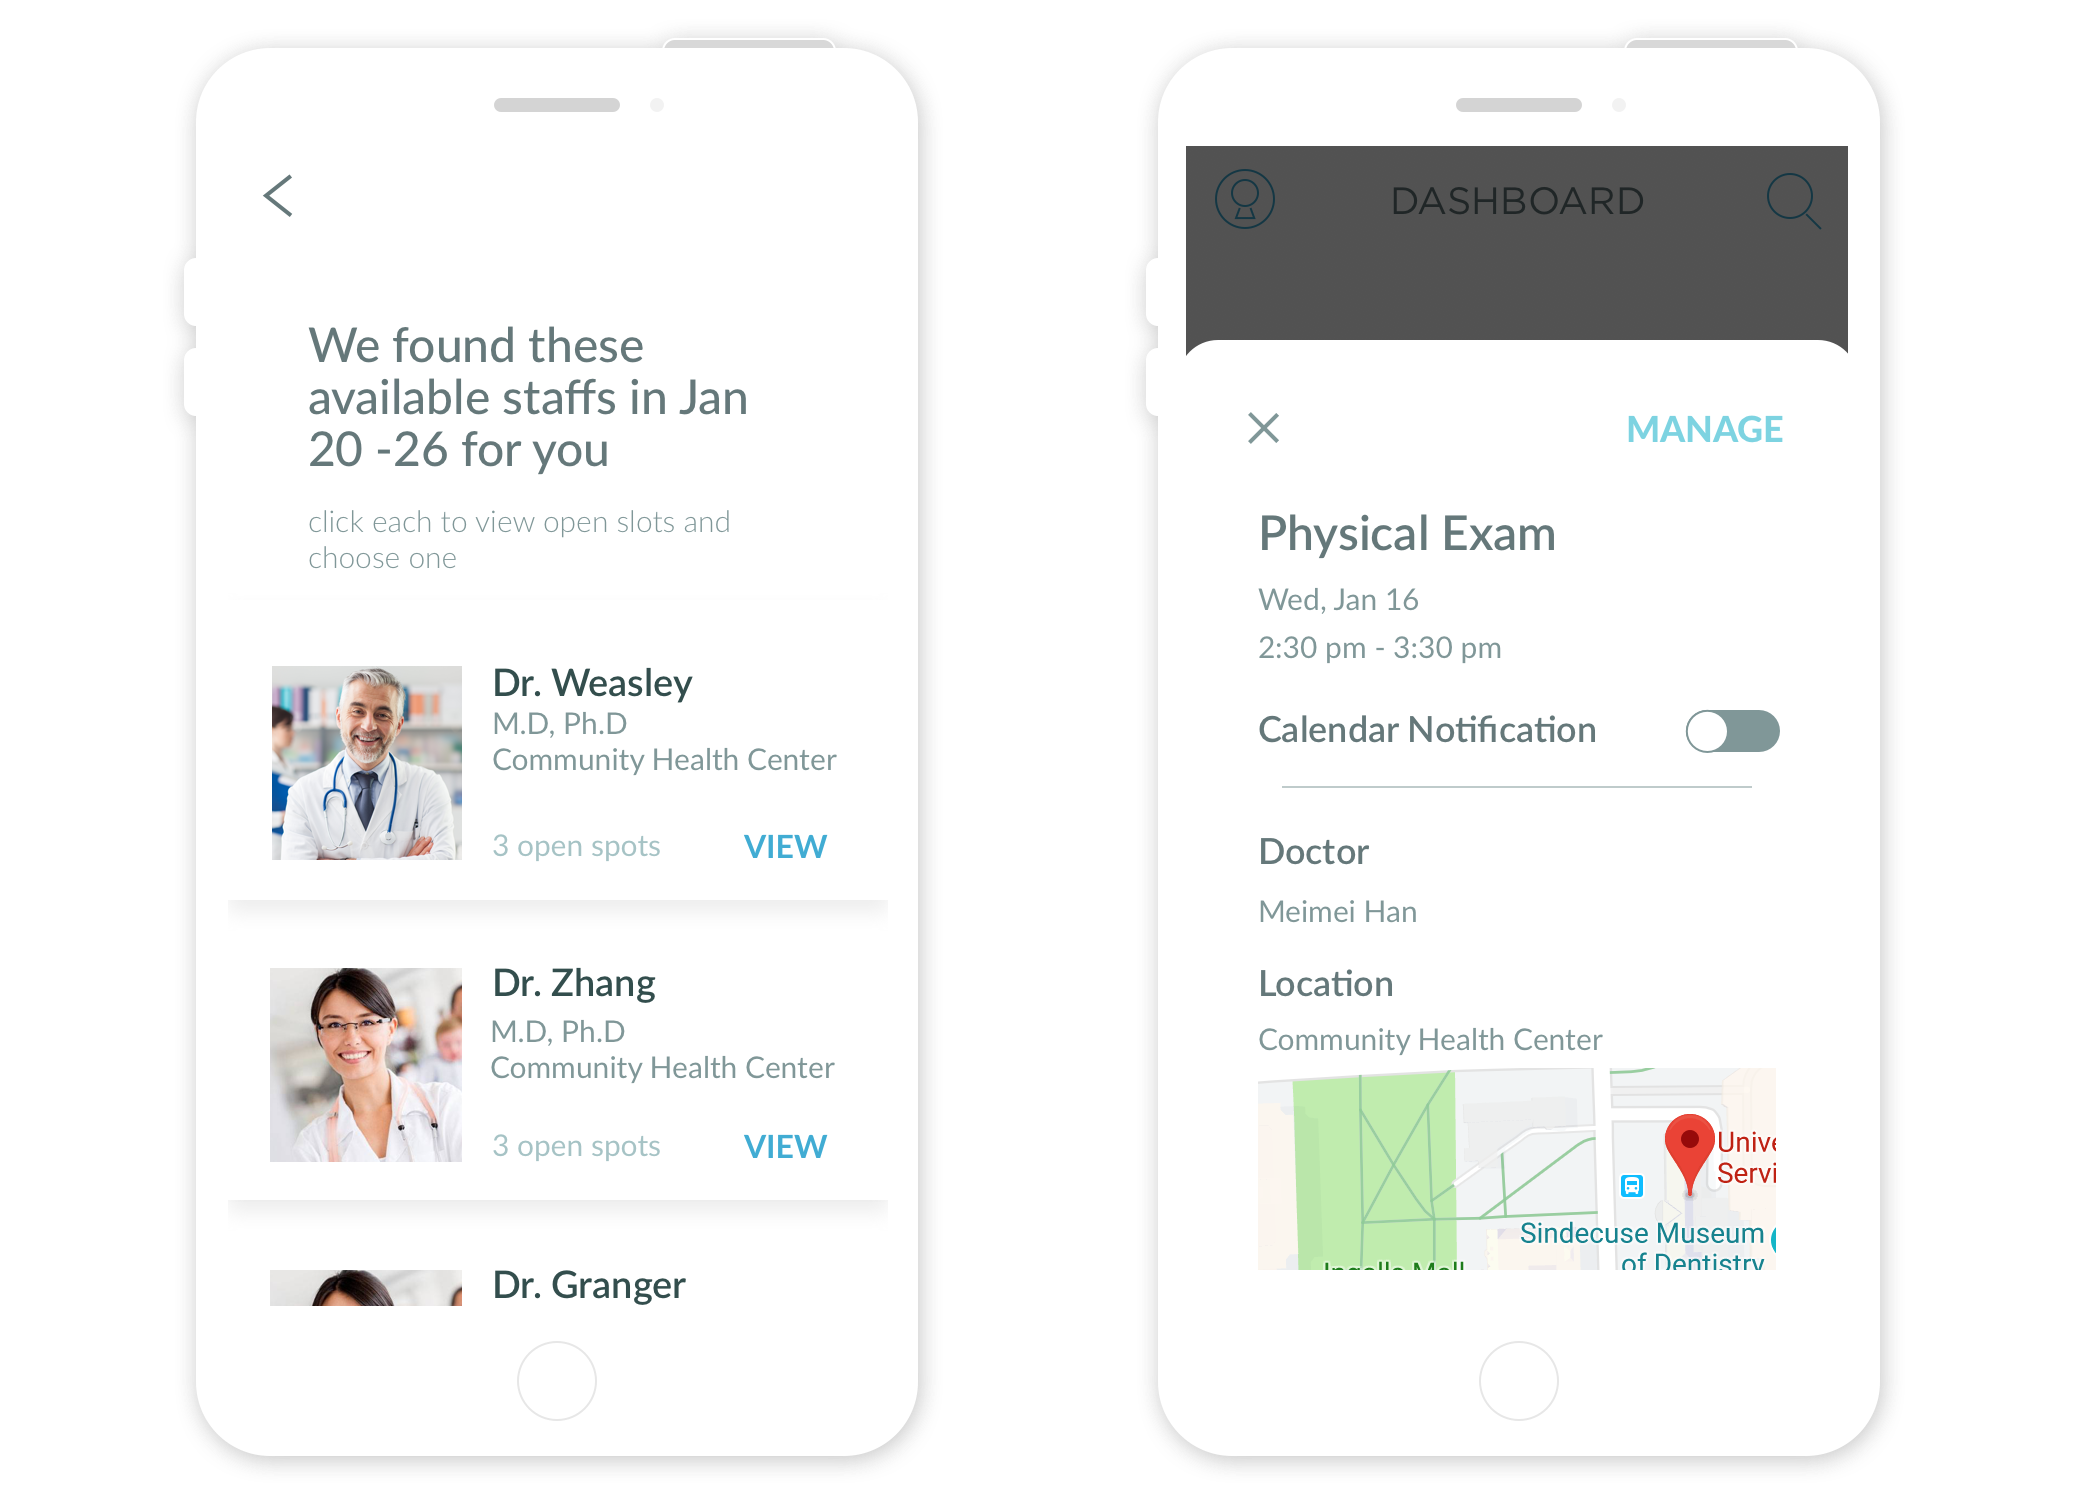 We found these
available staffs in Jan
20 -26 for you
click each to view open slots and
choose one
Dr. Weasley
M.D, Ph.D
Community Health Center
3 open spots
VIEW
Dr. Zhang
M.D, Ph.D
Community Health Center
3 open spots
VIEW
Dr. Granger
DASHBOARD
MANAGE
Physical Exam
Wed, Jan 16
2:30 pm - 3:30 pm
Calendar Notification
Doctor
Meimei Han
Location
Community Health Center
Unive
Servi
Sindecuse Museum
of Dentistry
Ingalls Mall